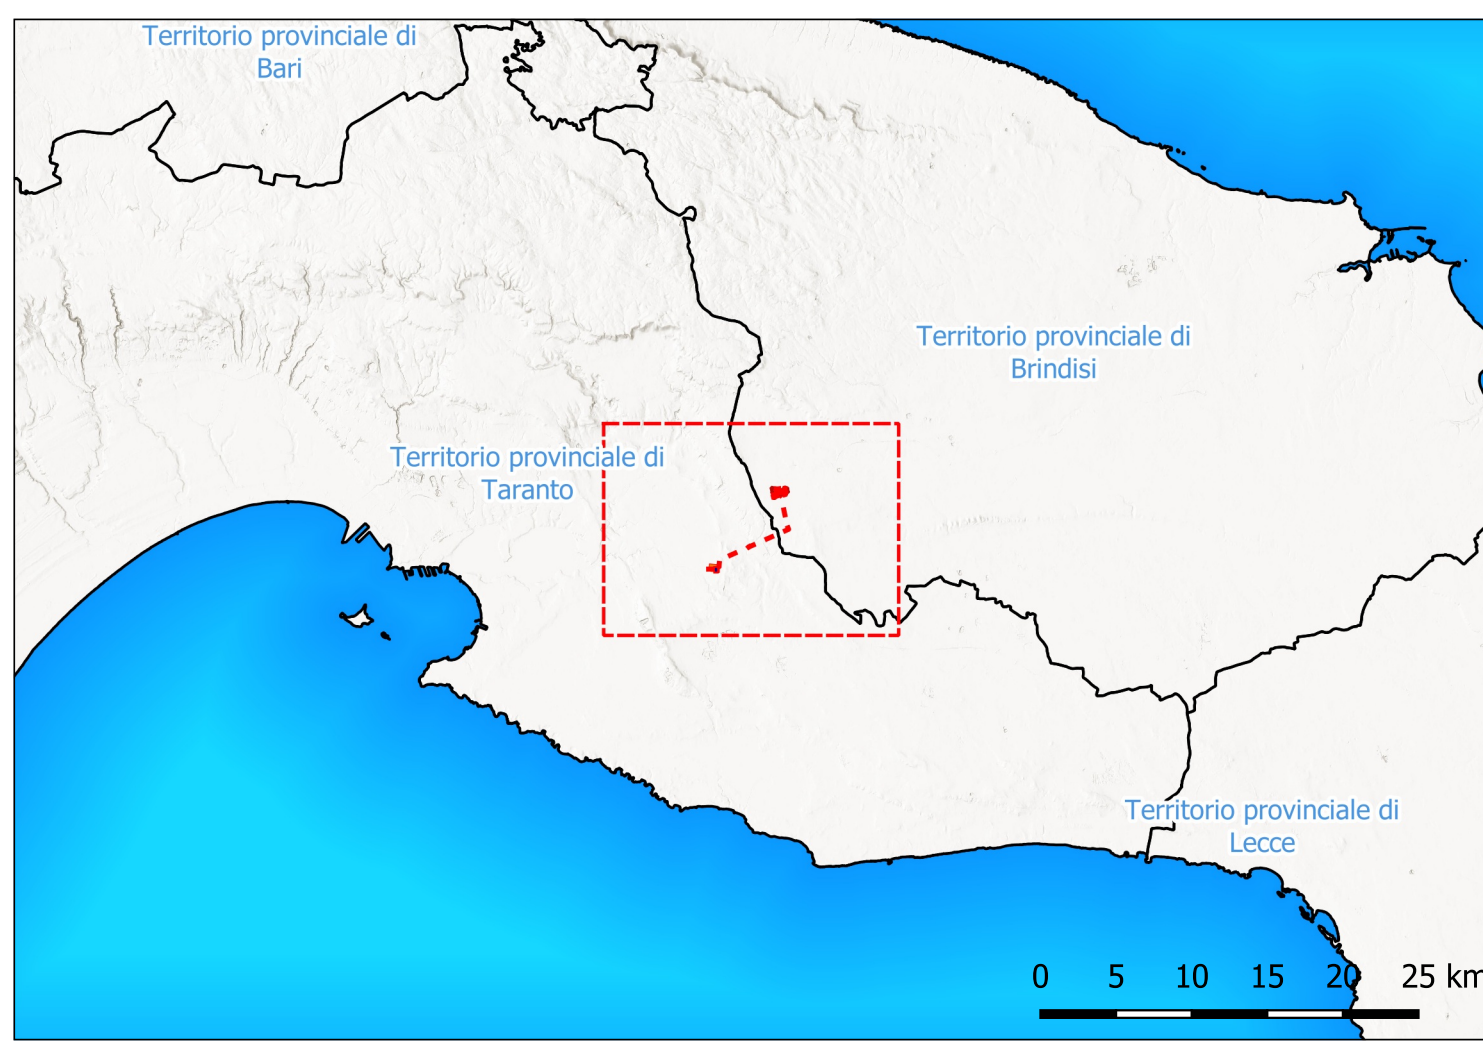 Territorio provinciale di
Bari
Territorio provinciale di
Brindisi
Territorio provinciale di
Taranto
Territorio provinciale di
Lecce
0 5 10 15 20 25 km